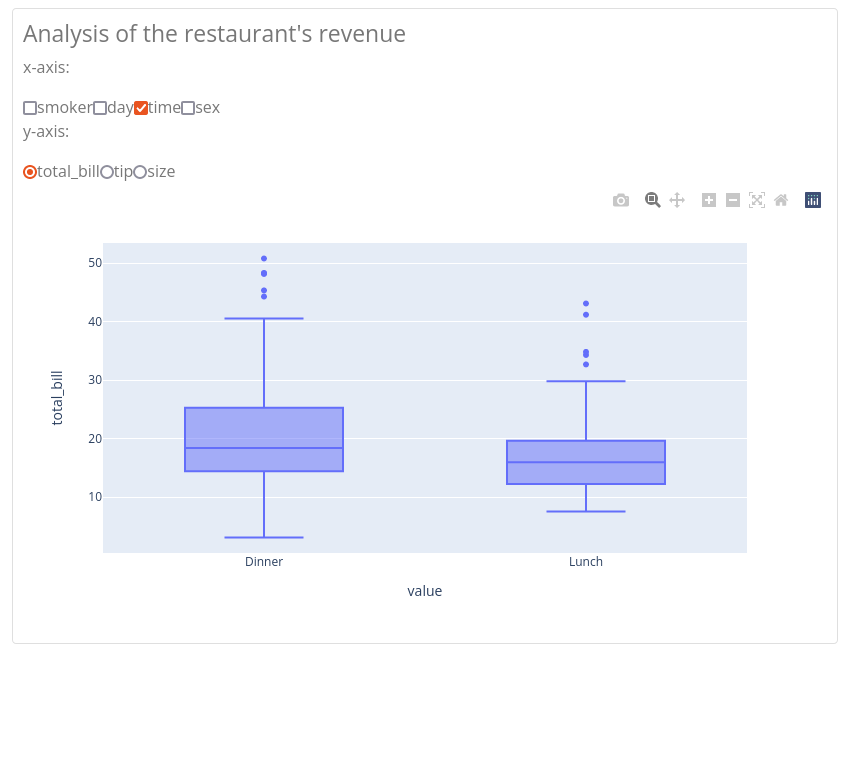 Analysis of the restaurant's revenue
x-axis:
smoker day time sex
y-axis:
total_bill tip size
50
40
30
20
10
total_bill
Dinner Lunch
value